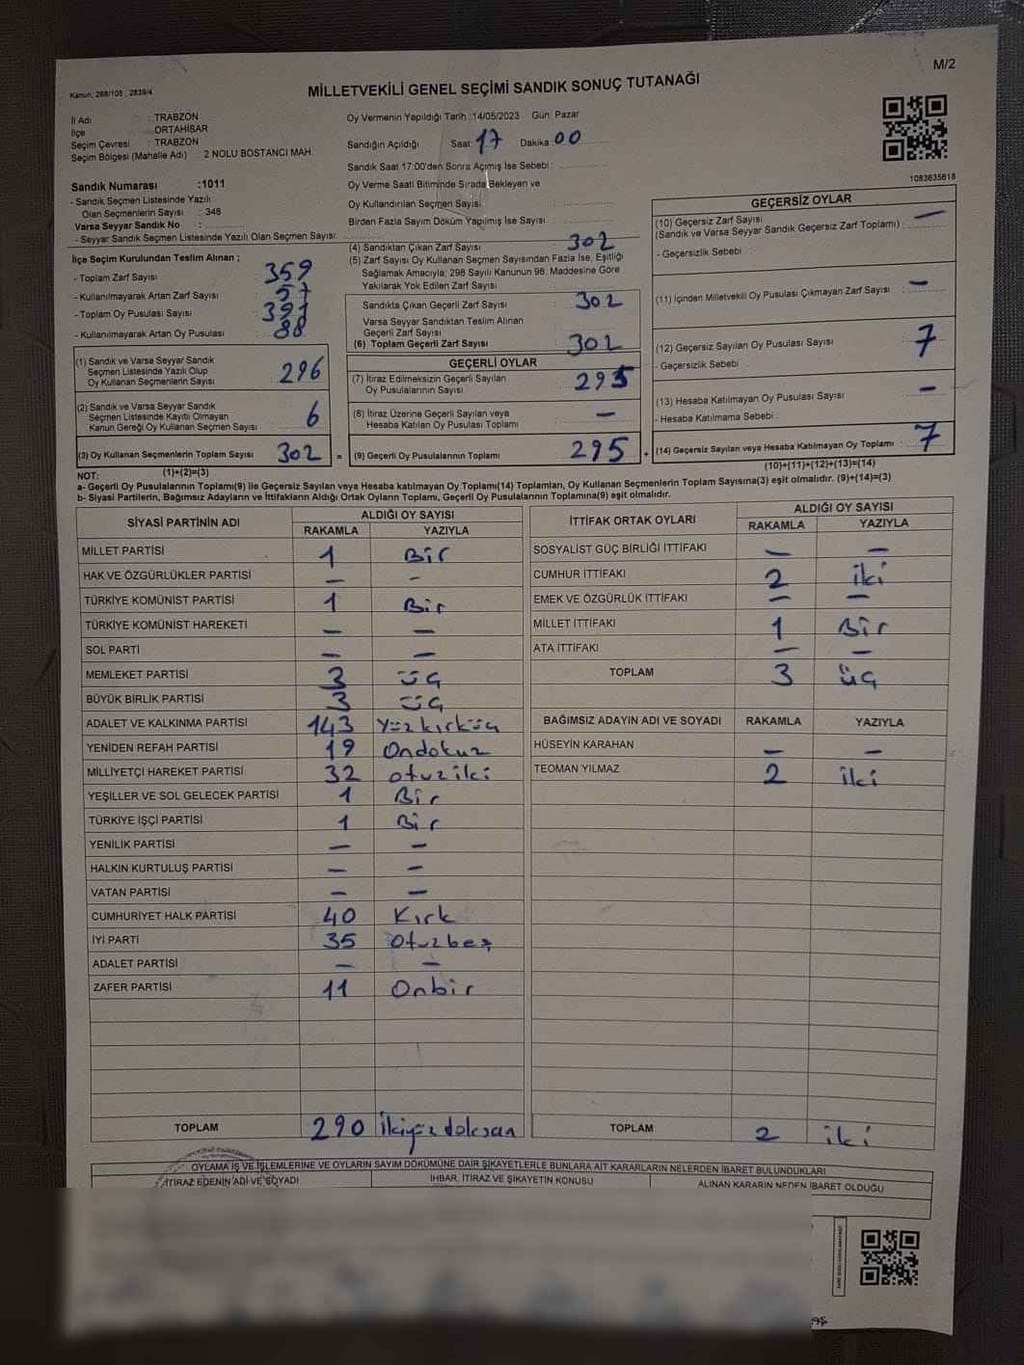 M/2
Kanun: 298/105 , 2839/4
MİLLETVEKİLİ GENEL SEÇİMİ SANDIK SONUÇ TUTANAĞI
İl Adı : TRABZON
İlçe : ORTAHİSAR
Seçim Çevresi : TRABZON
Seçim Bölgesi (Mahalle Adı) : 2 NOLU BOSTANCI MAH.
Oy Vermenin Yapıldığı Tarih :14/05/2023 Gün: Pazar
Sandığın Açıldığı Saat: 17 Dakika: 00
Sandık Saat 17:00'den Sonra Açılmış İse Sebebi :
Oy Verme Saati Bitiminde Sırada Bekleyen ve
Oy Kullandırılan Seçmen Sayısı :
Birden Fazla Sayım Döküm Yapılmış İse Sayısı :
1083635618
Sandık Numarası :1011
- Sandık Seçmen Listesinde Yazılı
Olan Seçmenlerin Sayısı : 346
Varsa Seyyar Sandık No :
- Seyyar Sandık Seçmen Listesinde Yazılı Olan Seçmen Sayısı:
İlçe Seçim Kurulundan Teslim Alınan ;
- Toplam Zarf Sayısı : 359
- Kullanılmayarak Artan Zarf Sayısı : 57
- Toplam Oy Pusulası Sayısı : 391
- Kullanılmayarak Artan Oy Pusulası : 88
(1) Sandık ve Varsa Seyyar Sandık
Seçmen Listesinde Yazılı Olup
Oy Kullanan Seçmenlerin Sayısı : 296
(2) Sandık ve Varsa Seyyar Sandık
Seçmen Listesinde Kayıtlı Olmayan
Kanun Gereği Oy Kullanan Seçmen Sayısı : 6
(3) Oy Kullanan Seçmenlerin Toplam Sayısı : 302
(1)+(2)=(3)
(4) Sandıktan Çıkan Zarf Sayısı : 302
(5) Zarf Sayısı Oy Kullanan Seçmen Sayısından Fazla İse, Eşitliği
Sağlamak Amacıyla; 298 Sayılı Kanunun 98. Maddesine Göre
Yakılarak Yok Edilen Zarf Sayısı :
Sandıkta Çıkan Geçerli Zarf Sayısı : 302
Varsa Seyyar Sandıktan Teslim Alınan
Geçerli Zarf Sayısı :
(6) Toplam Geçerli Zarf Sayısı : 302
GEÇERLİ OYLAR
(7) İtiraz Edilmeksizin Geçerli Sayılan
Oy Pusulalarının Sayısı : 295
(8) İtiraz Üzerine Geçerli Sayılan veya
Hesaba Katılan Oy Pusulası Toplamı : —
= (9) Geçerli Oy Pusulalarının Toplamı : 295 +
GEÇERSİZ OYLAR
(10) Geçersiz Zarf Sayısı
(Sandık ve Varsa Seyyar Sandık Geçersiz Zarf Toplamı) : —
- Geçersizlik Sebebi :
(11) İçinden Milletvekili Oy Pusulası Çıkmayan Zarf Sayısı : —
(12) Geçersiz Sayılan Oy Pusulası Sayısı : 7
- Geçersizlik Sebebi :
(13) Hesaba Katılmayan Oy Pusulası Sayısı : —
- Hesaba Katılmama Sebebi :
(14) Geçersiz Sayılan veya Hesaba Katılmayan Oy Toplamı : 7
(10)+(11)+(12)+(13)=(14)
NOT:
a- Geçerli Oy Pusulalarının Toplamı(9) ile Geçersiz Sayılan veya Hesaba katılmayan Oy Toplamı(14) Toplamları, Oy Kullanan Seçmenlerin Toplam Sayısına(3) eşit olmalıdır. (9)+(14)=(3)
b- Siyasi Partilerin, Bağımsız Adayların ve İttifakların Aldığı Ortak Oyların Toplamı, Geçerli Oy Pusulalarının Toplamına(9) eşit olmalıdır.
SİYASİ PARTİNİN ADI ALDIĞI OY SAYISI
RAKAMLA YAZIYLA
MİLLET PARTİSİ 1 Bir
HAK VE ÖZGÜRLÜKLER PARTİSİ — -
TÜRKİYE KOMÜNİST PARTİSİ 1 Bir
TÜRKİYE KOMÜNİST HAREKETİ — —
SOL PARTİ — —
MEMLEKET PARTİSİ 3 üç
BÜYÜK BİRLİK PARTİSİ 3 üç
ADALET VE KALKINMA PARTİSİ 143 Yüzkırküç
YENİDEN REFAH PARTİSİ 19 Ondokuz
MİLLİYETÇİ HAREKET PARTİSİ 32 otuziki
YEŞİLLER VE SOL GELECEK PARTİSİ 1 Bir
TÜRKİYE İŞÇİ PARTİSİ 1 Bir
YENİLİK PARTİSİ — —
HALKIN KURTULUŞ PARTİSİ — —
VATAN PARTİSİ — —
CUMHURİYET HALK PARTİSİ 40 Kırk
İYİ PARTİ 35 Otuzbeş
ADALET PARTİSİ — —
ZAFER PARTİSİ 11 Onbir
TOPLAM 290 İkiyüzdoksan
İTTİFAK ORTAK OYLARI ALDIĞI OY SAYISI
RAKAMLA YAZIYLA
SOSYALİST GÜÇ BİRLİĞİ İTTİFAKI — —
CUMHUR İTTİFAKI 2 iki
EMEK VE ÖZGÜRLÜK İTTİFAKI — —
MİLLET İTTİFAKI 1 Bir
ATA İTTİFAKI — —
TOPLAM 3 üç
BAĞIMSIZ ADAYIN ADI VE SOYADI RAKAMLA YAZIYLA
HÜSEYİN KARAHAN — —
TEOMAN YILMAZ 2 iki
TOPLAM 2 iki
OYLAMA İŞ VE İŞLEMLERİNE VE OYLARIN SAYIM DÖKÜMÜNE DAİR ŞİKAYETLERLE BUNLARA AİT KARARLARIN NELERDEN İBARET BULUNDUKLARI
İTİRAZ EDENİN ADI VE SOYADI İHBAR, İTİRAZ VE ŞİKAYETİN KONUSU ALINAN KARARIN NEDEN İBARET OLDUĞU